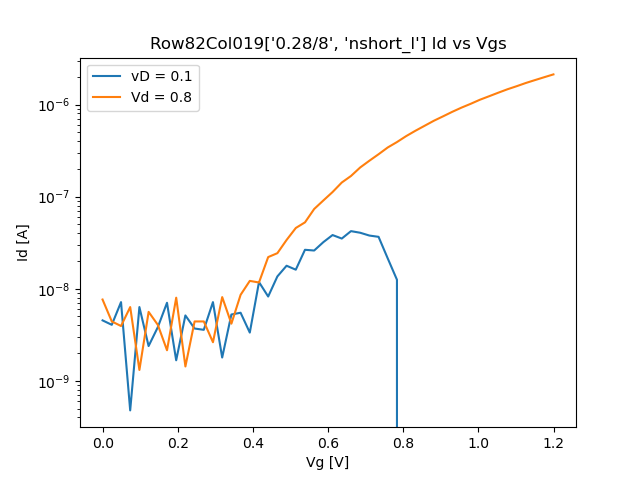 Row82Col019['0.28/8', 'nshort_l'] Id vs Vgs
vD = 0.1
Vd = 0.8
Id [A]
10⁻⁶
10⁻⁷
10⁻⁸
10⁻⁹
0.0 0.2 0.4 0.6 0.8 1.0 1.2
Vg [V]